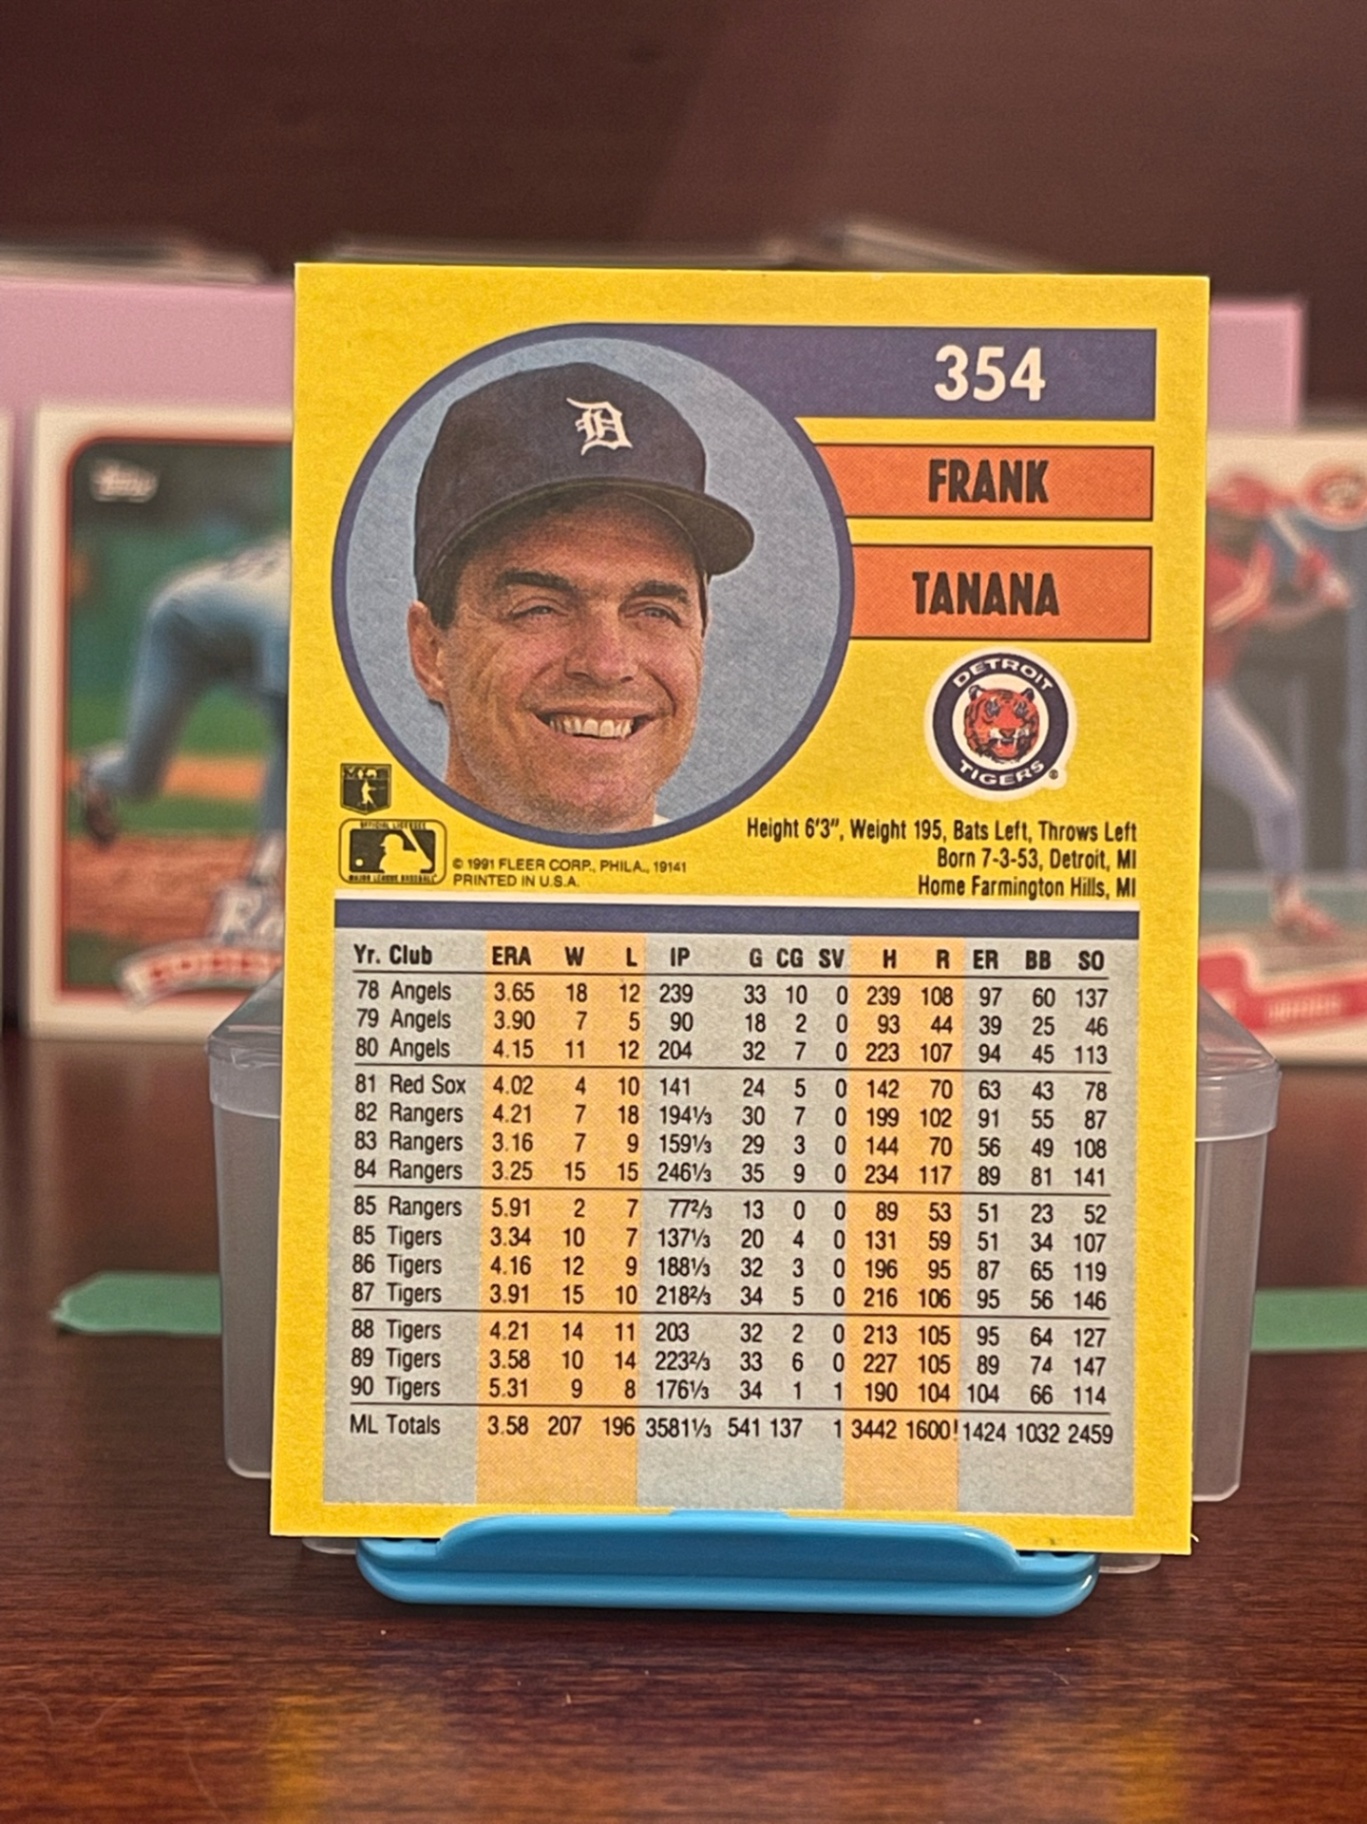 354
FRANK
TANANA
DETROIT
TIGERS
Height 6'3", Weight 195, Bats Left, Throws Left
Born 7-3-53, Detroit, MI
Home Farmington Hills, MI
OFFICIAL LICENSEE
MAJOR LEAGUE BASEBALL
© 1991 FLEER CORP., PHILA., 19141
PRINTED IN U.S.A.
Yr. Club ERA W L IP G CG SV H R ER BB SO
78 Angels 3.65 18 12 239 33 10 0 239 108 97 60 137
79 Angels 3.90 7 5 90 18 2 0 93 44 39 25 46
80 Angels 4.15 11 12 204 32 7 0 223 107 94 45 113
81 Red Sox 4.02 4 10 141 24 5 0 142 70 63 43 78
82 Rangers 4.21 7 18 194⅓ 30 7 0 199 102 91 55 87
83 Rangers 3.16 7 9 159⅓ 29 3 0 144 70 56 49 108
84 Rangers 3.25 15 15 246⅓ 35 9 0 234 117 89 81 141
85 Rangers 5.91 2 7 77⅔ 13 0 0 89 53 51 23 52
85 Tigers 3.34 10 7 137⅓ 20 4 0 131 59 51 34 107
86 Tigers 4.16 12 9 188⅓ 32 3 0 196 95 87 65 119
87 Tigers 3.91 15 10 218⅔ 34 5 0 216 106 95 56 146
88 Tigers 4.21 14 11 203 32 2 0 213 105 95 64 127
89 Tigers 3.58 10 14 223⅔ 33 6 0 227 105 89 74 147
90 Tigers 5.31 9 8 176⅓ 34 1 1 190 104 104 66 114
ML Totals 3.58 207 196 3581⅓ 541 137 1 3442 1600! 1424 1032 2459
Topps